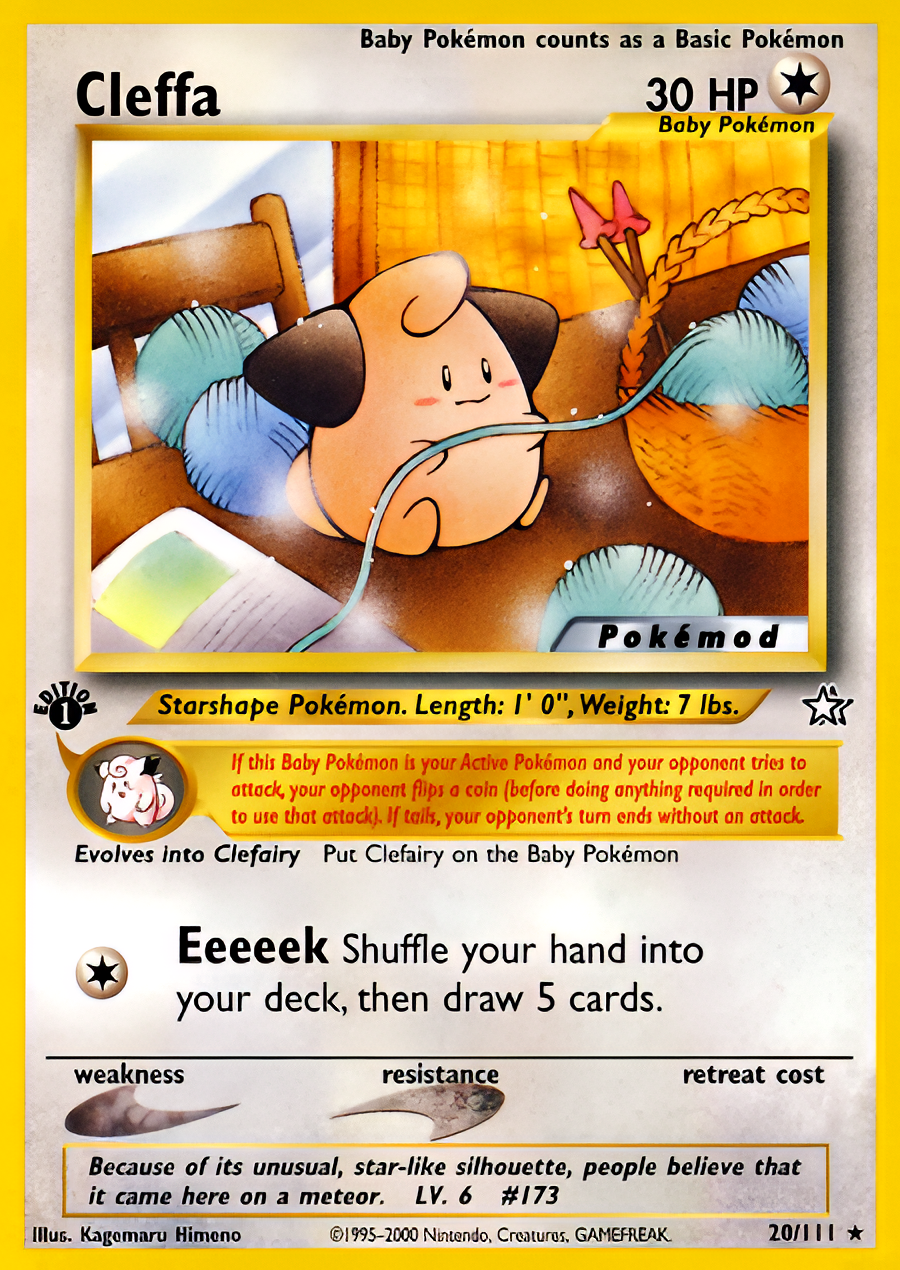 Baby Pokémon counts as a Basic Pokémon
Cleffa
30 HP
Baby Pokémon
Pokémod
EDITION
1
Starshape Pokémon. Length: 1' 0", Weight: 7 lbs.
If this Baby Pokémon is your Active Pokémon and your opponent tries to
attack, your opponent flips a coin (before doing anything required in order
to use that attack). If tails, your opponent's turn ends without an attack.
Evolves into Clefairy Put Clefairy on the Baby Pokémon
Eeeeek Shuffle your hand into
your deck, then draw 5 cards.
weakness resistance retreat cost
Because of its unusual, star-like silhouette, people believe that
it came here on a meteor. LV. 6 #173
Illus. Kagemaru Himeno ©1995-2000 Nintendo, Creatures, GAMEFREAK. 20/111 ★